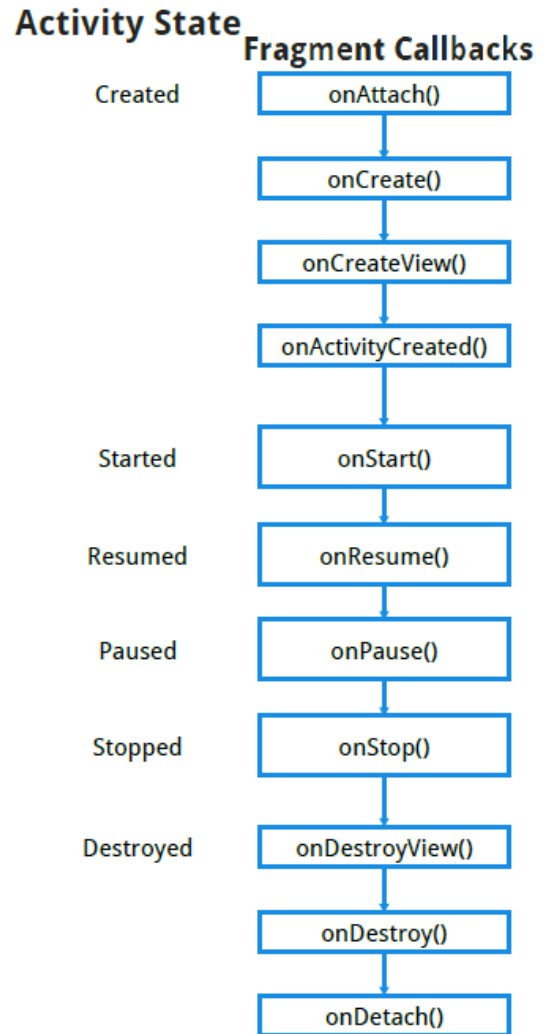 Activity State
Fragment Callbacks
Created
onAttach()
onCreate()
onCreateView()
onActivityCreated()
Started
onStart()
Resumed
onResume()
Paused
onPause()
Stopped
onStop()
Destroyed
onDestroyView()
onDestroy()
onDetach()